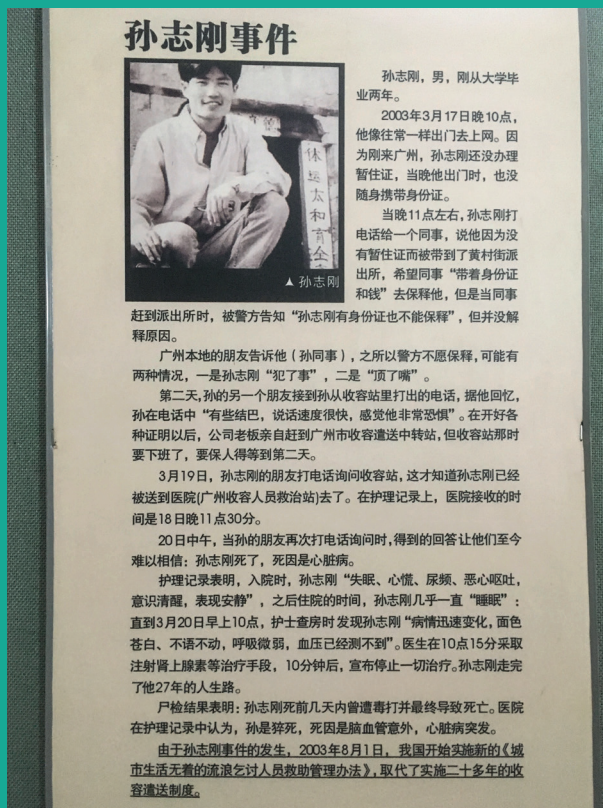 孙志刚事件
孙志刚，男，刚从大学毕
业两年。
2003年3月17日晚10点，
他像往常一样出门去上网。因
为刚来广州，孙志刚还没办理
暂住证，当晚他出门时，也没
随身携带身份证。
当晚11点左右，孙志刚打
电话给一个同事，说他因为没
有暂住证而被带到了黄村街派
出所，希望同事“带着身份证
和钱”去保释他，但是当同事
体运太和育全
▲ 孙志刚
赶到派出所时，被警方告知“孙志刚有身份证也不能保释”，但并没解
释原因。
广州本地的朋友告诉他（孙同事），之所以警方不愿保释，可能有
两种情况，一是孙志刚“犯了事”，二是“顶了嘴”。
第二天,孙的另一个朋友接到孙从收容站里打出的电话，据他回忆，
孙在电话中“有些结巴，说话速度很快，感觉他非常恐惧”。在开好各
种证明以后，公司老板亲自赶到广州市收容遣送中转站,但收容站那时
要下班了，要保人得等到第二天。
3月19日，孙志刚的朋友打电话询问收容站，这才知道孙志刚已经
被送到医院(广州收容人员救治站)去了。在护理记录上，医院接收的时
间是18日晚11点30分。
20日中午，当孙的朋友再次打电话询问时,得到的回答让他们至今
难以相信：孙志刚死了，死因是心脏病。
护理记录表明，入院时，孙志刚“失眠、心慌、尿频、恶心呕吐，
意识清醒，表现安静”，之后住院的时间，孙志刚几乎一直“睡眠”：
直到3月20日早上10点，护士查房时发现孙志刚“病情迅速变化，面色
苍白、不语不动，呼吸微弱，血压已经测不到”。医生在10点15分采取
注射肾上腺素等治疗手段，10分钟后，宣布停止一切治疗。孙志刚走完
了他27年的人生路。
尸检结果表明：孙志刚死前几天内曾遭毒打并最终导致死亡。医院
在护理记录中认为，孙是猝死，死因是脑血管意外，心脏病突发。
由于孙志刚事件的发生，2003年8月1日，我国开始实施新的《城
市生活无着的流浪乞讨人员救助管理办法》，取代了实施二十多年的收
容遣送制度。